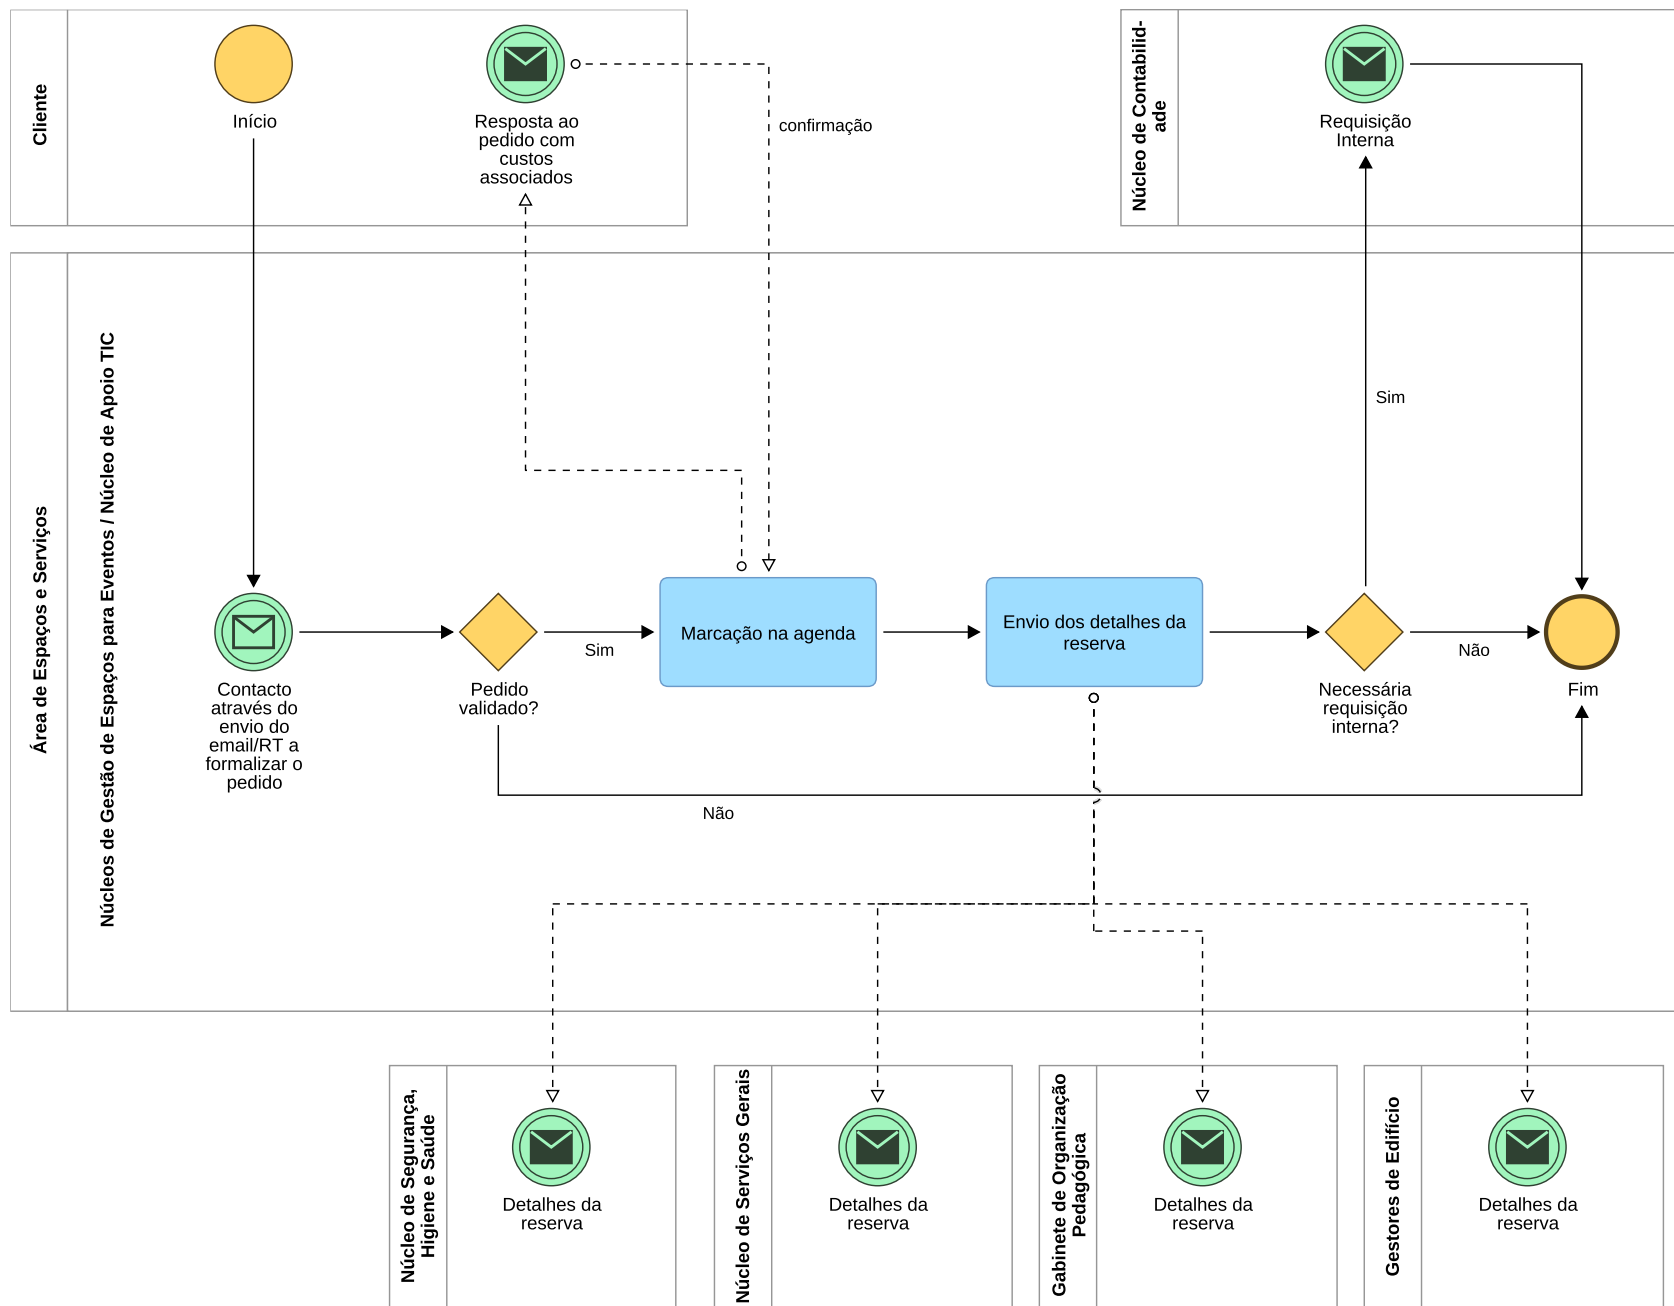 Cliente
Início
Resposta ao
pedido com
custos
associados
confirmação
Núcleo de Contabilid-
ade
Requisição
Interna
Área de Espaços e Serviços
Núcleos de Gestão de Espaços para Eventos / Núcleo de Apoio TIC
Sim
Contacto
através do
envio do
email/RT a
formalizar o
pedido
Pedido
validado?
Sim
Marcação na agenda
Envio dos detalhes da
reserva
Necessária
requisição
interna?
Não
Fim
Não
Núcleo de Segurança,
Higiene e Saúde
Detalhes da
reserva
Núcleo de Serviços Gerais
Detalhes da
reserva
Gabinete de Organização
Pedagógica
Detalhes da
reserva
Gestores de Edifício
Detalhes da
reserva